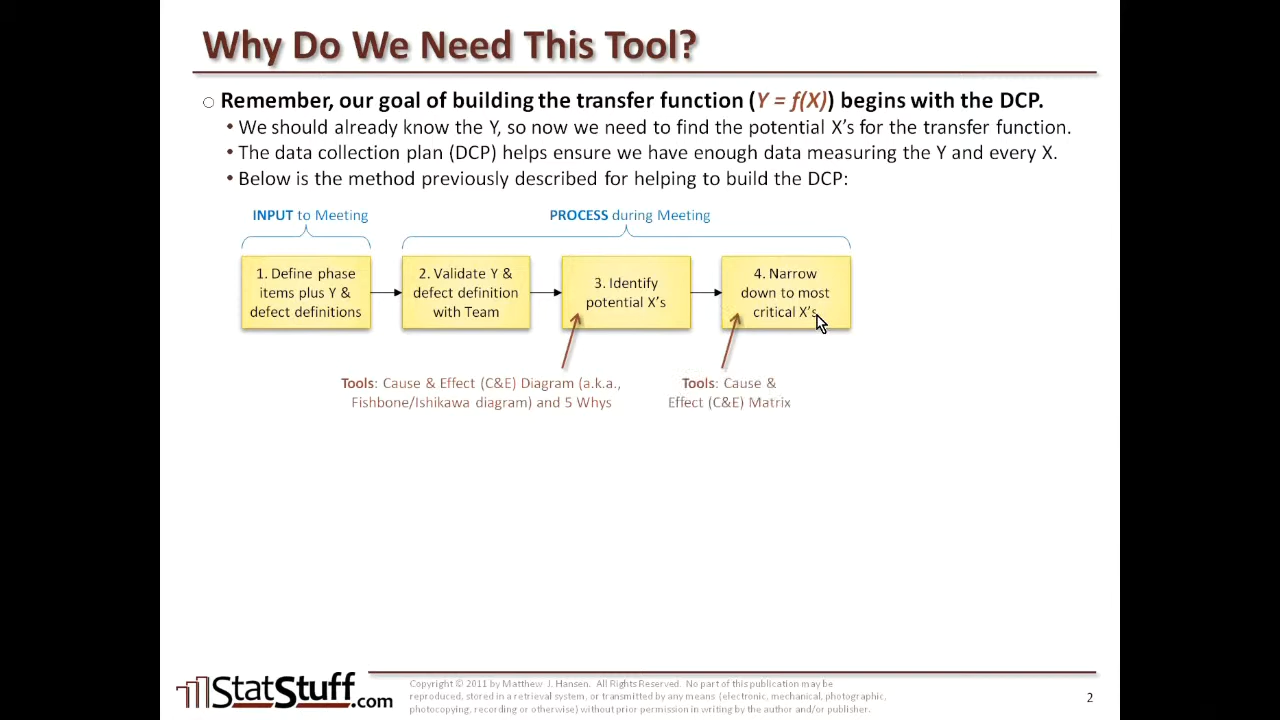 Why Do We Need This Tool?
Remember, our goal of building the transfer function (Y = f(X)) begins with the DCP.
• We should already know the Y, so now we need to find the potential X's for the transfer function.
• The data collection plan (DCP) helps ensure we have enough data measuring the Y and every X.
• Below is the method previously described for helping to build the DCP:
INPUT to Meeting
PROCESS during Meeting
1. Define phase
items plus Y &
defect definitions
2. Validate Y &
defect definition
with Team
3. Identify
potential X's
4. Narrow
down to most
critical X's
Tools: Cause & Effect (C&E) Diagram (a.k.a.,
Fishbone/Ishikawa diagram) and 5 Whys
Tools: Cause &
Effect (C&E) Matrix
StatStuff.com
Copyright © 2011 by Matthew J. Hansen. All Rights Reserved. No part of this publication may be
reproduced, stored in a retrieval system, or transmitted by any means (electronic, mechanical, photographic,
photocopying, recording or otherwise) without prior permission in writing by the author and/or publisher.
2